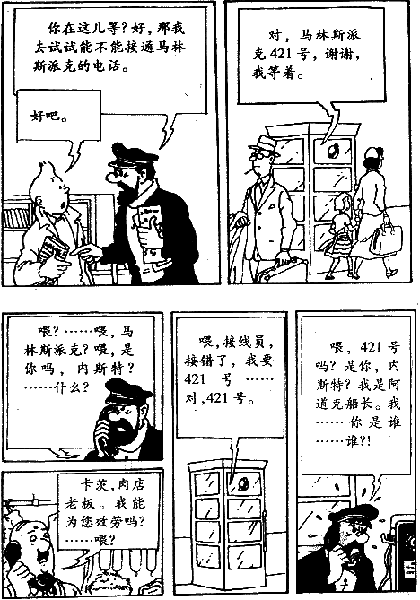 你在这儿等?好,那我
去试试能不能接通马林
斯派克的电话。
好吧。
对,马林斯派
克421号,谢谢,
我等着。
喂?……喂,马
林斯派克?喂,是
你吗,内斯特?
……什么?
卡茨,肉店
老板。我能
为您效劳吗?
……喂?
喂,接线员,
接错了,我要
421 号 ……
对,421号。
喂,421号
吗?是你,内
斯特?我是阿
道克船长。我
……你是谁
……谁?!